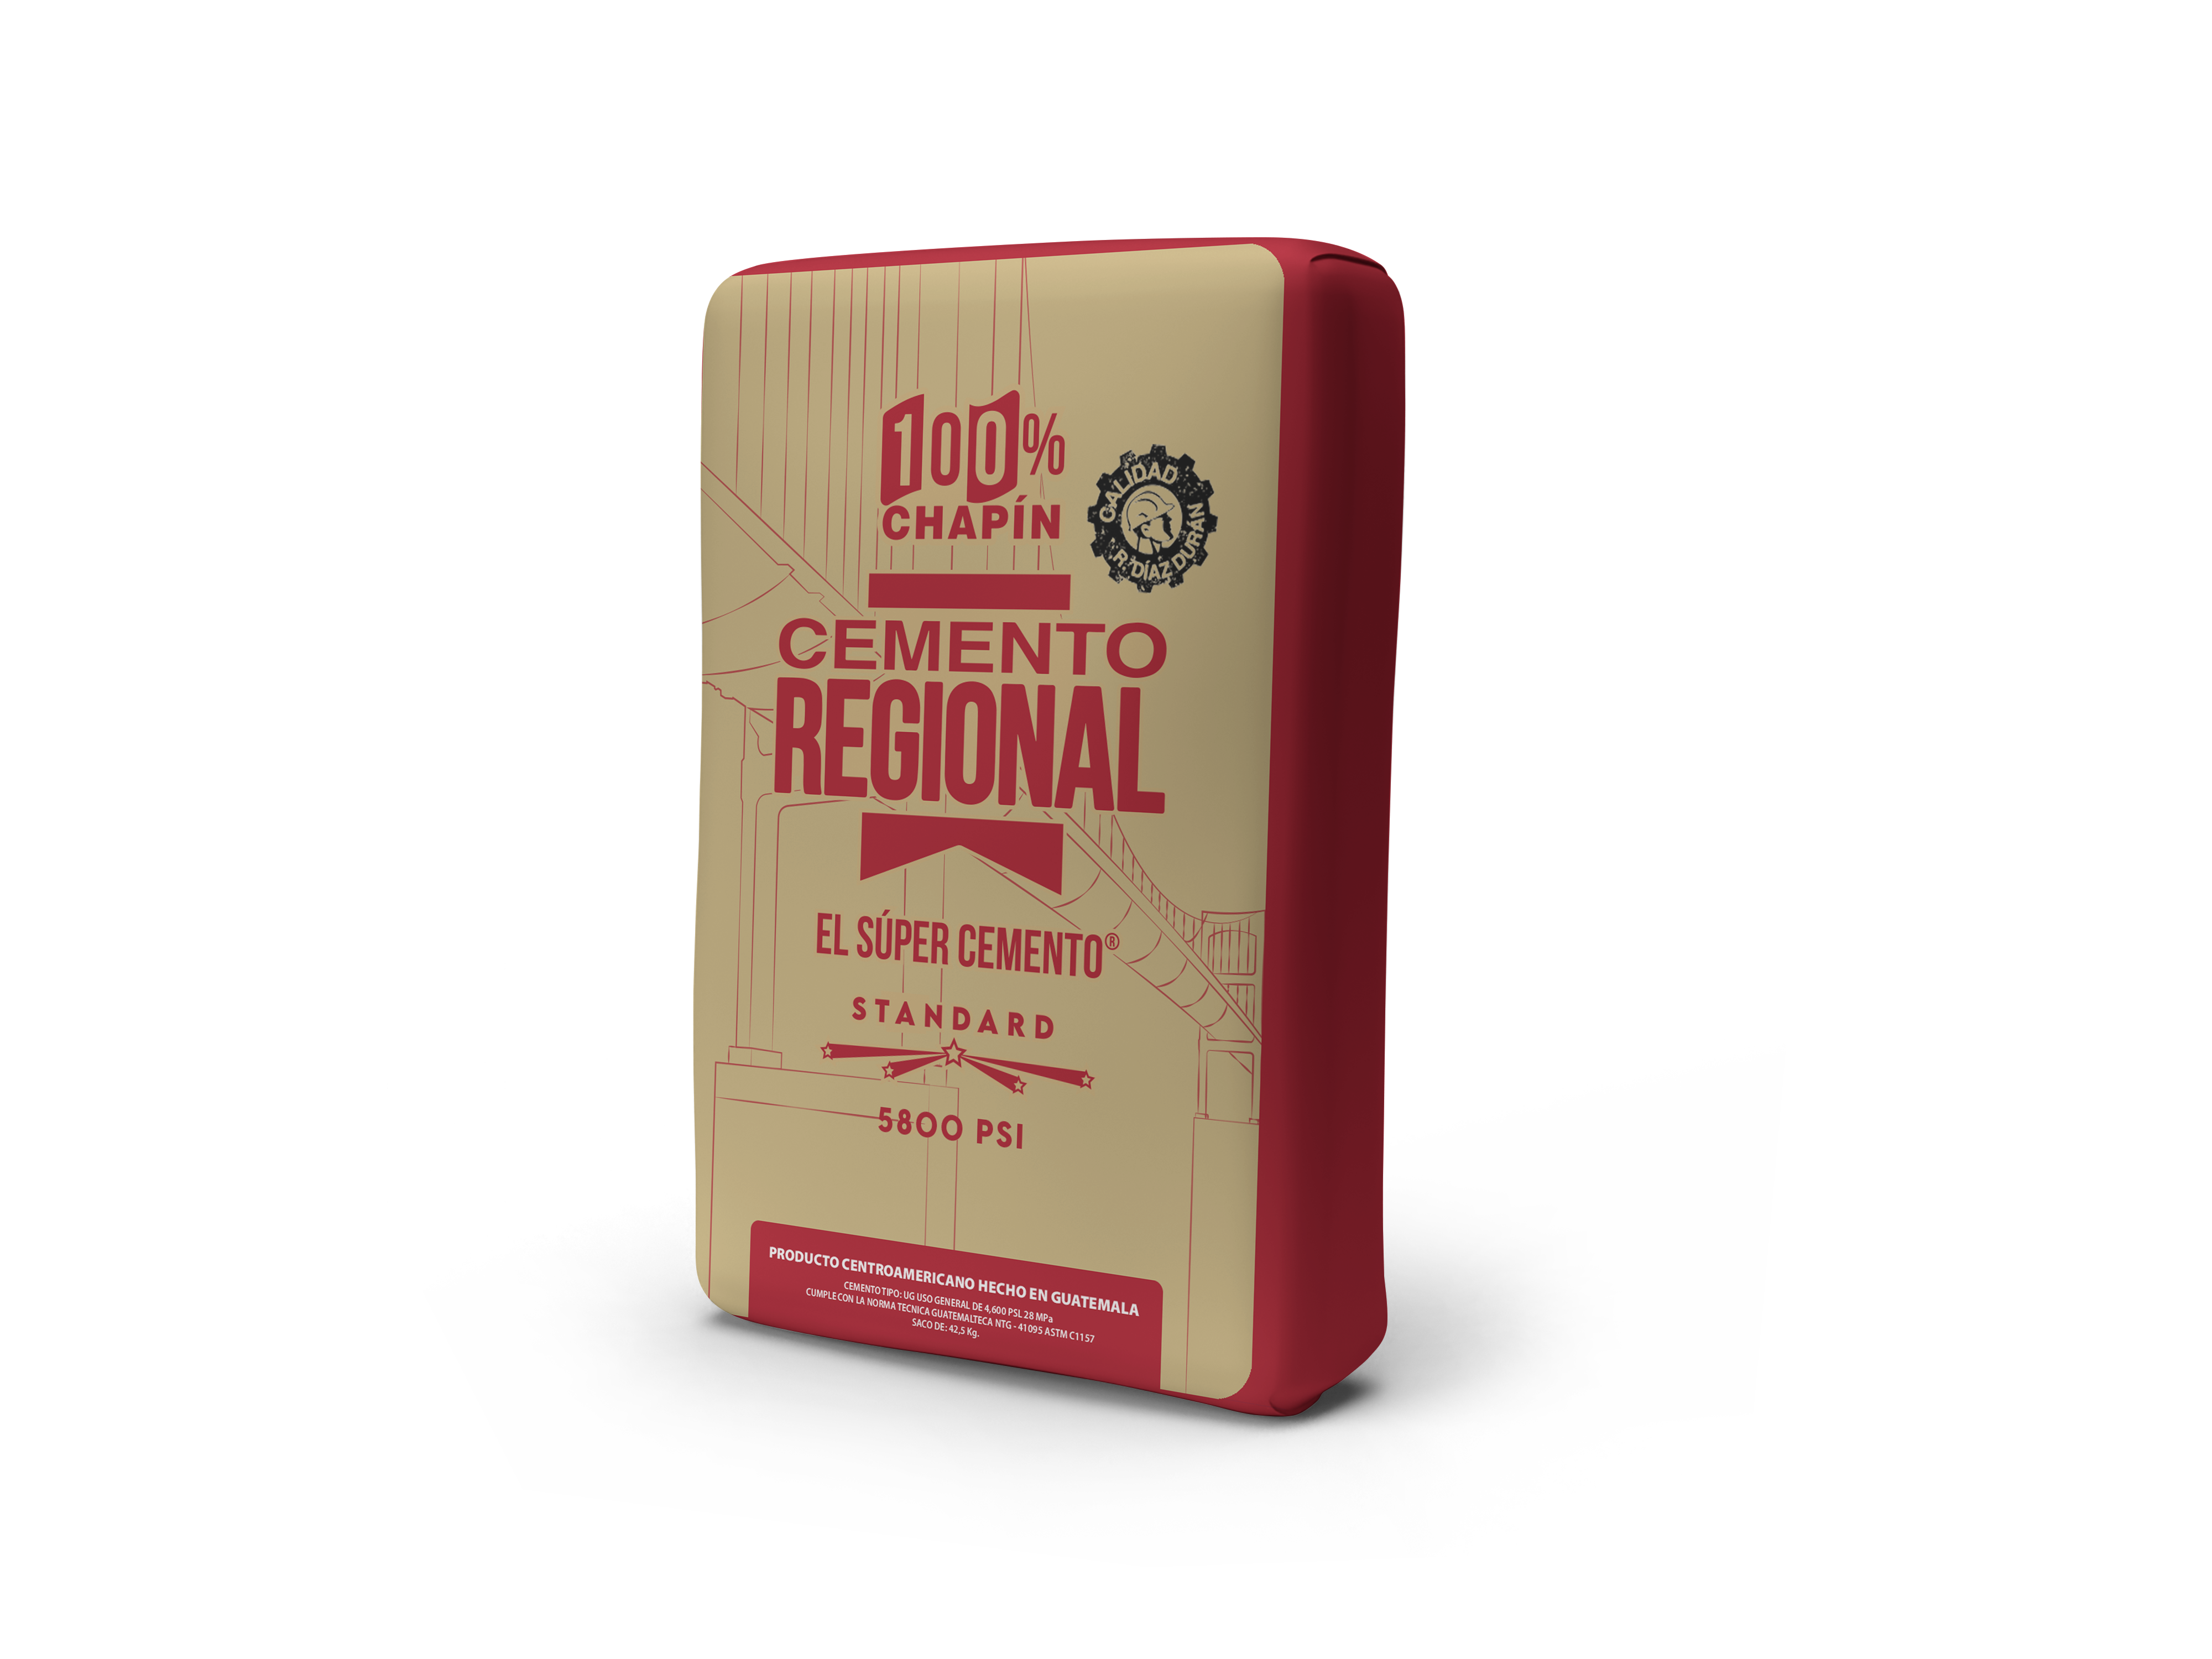 100%
CHAPÍN
CALIDAD
R. DÍAZ DURÁN
CEMENTO
REGIONAL
EL SÚPER CEMENTO®
STANDARD
5800 PSI
PRODUCTO CENTROAMERICANO HECHO EN GUATEMALA
CEMENTO TIPO: UG USO GENERAL DE 4,600 PSI. 28 MPa
CUMPLE CON LA NORMA TECNICA GUATEMALTECA NTG - 41095 ASTM C1157
SACO DE: 42,5 Kg.